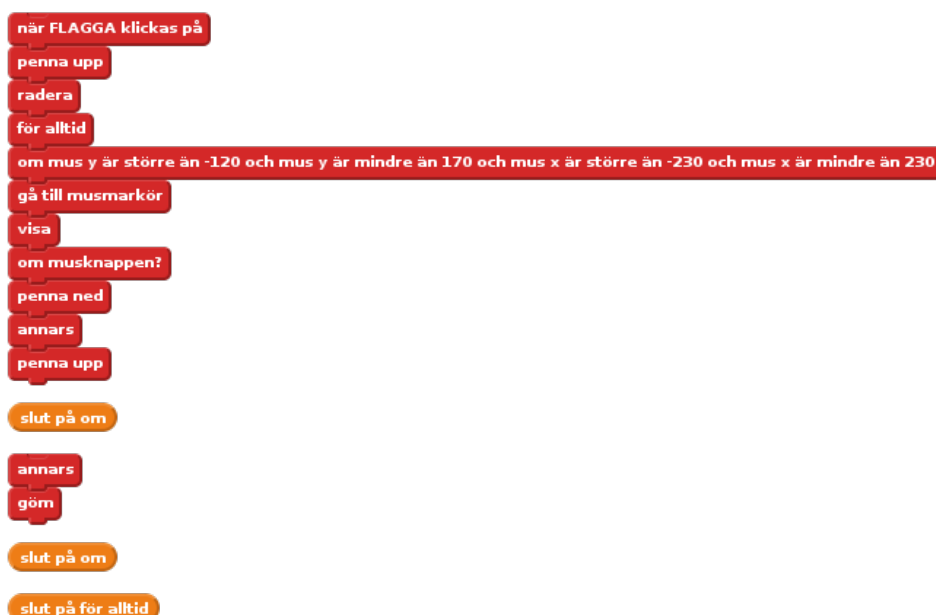 när FLAGGA klickas på
penna upp
radera
för alltid
om mus y är större än -120 och mus y är mindre än 170 och mus x är större än -230 och mus x är mindre än 230
gå till musmarkör
visa
om musknappen?
penna ned
annars
penna upp
slut på om
annars
göm
slut på om
slut på för alltid